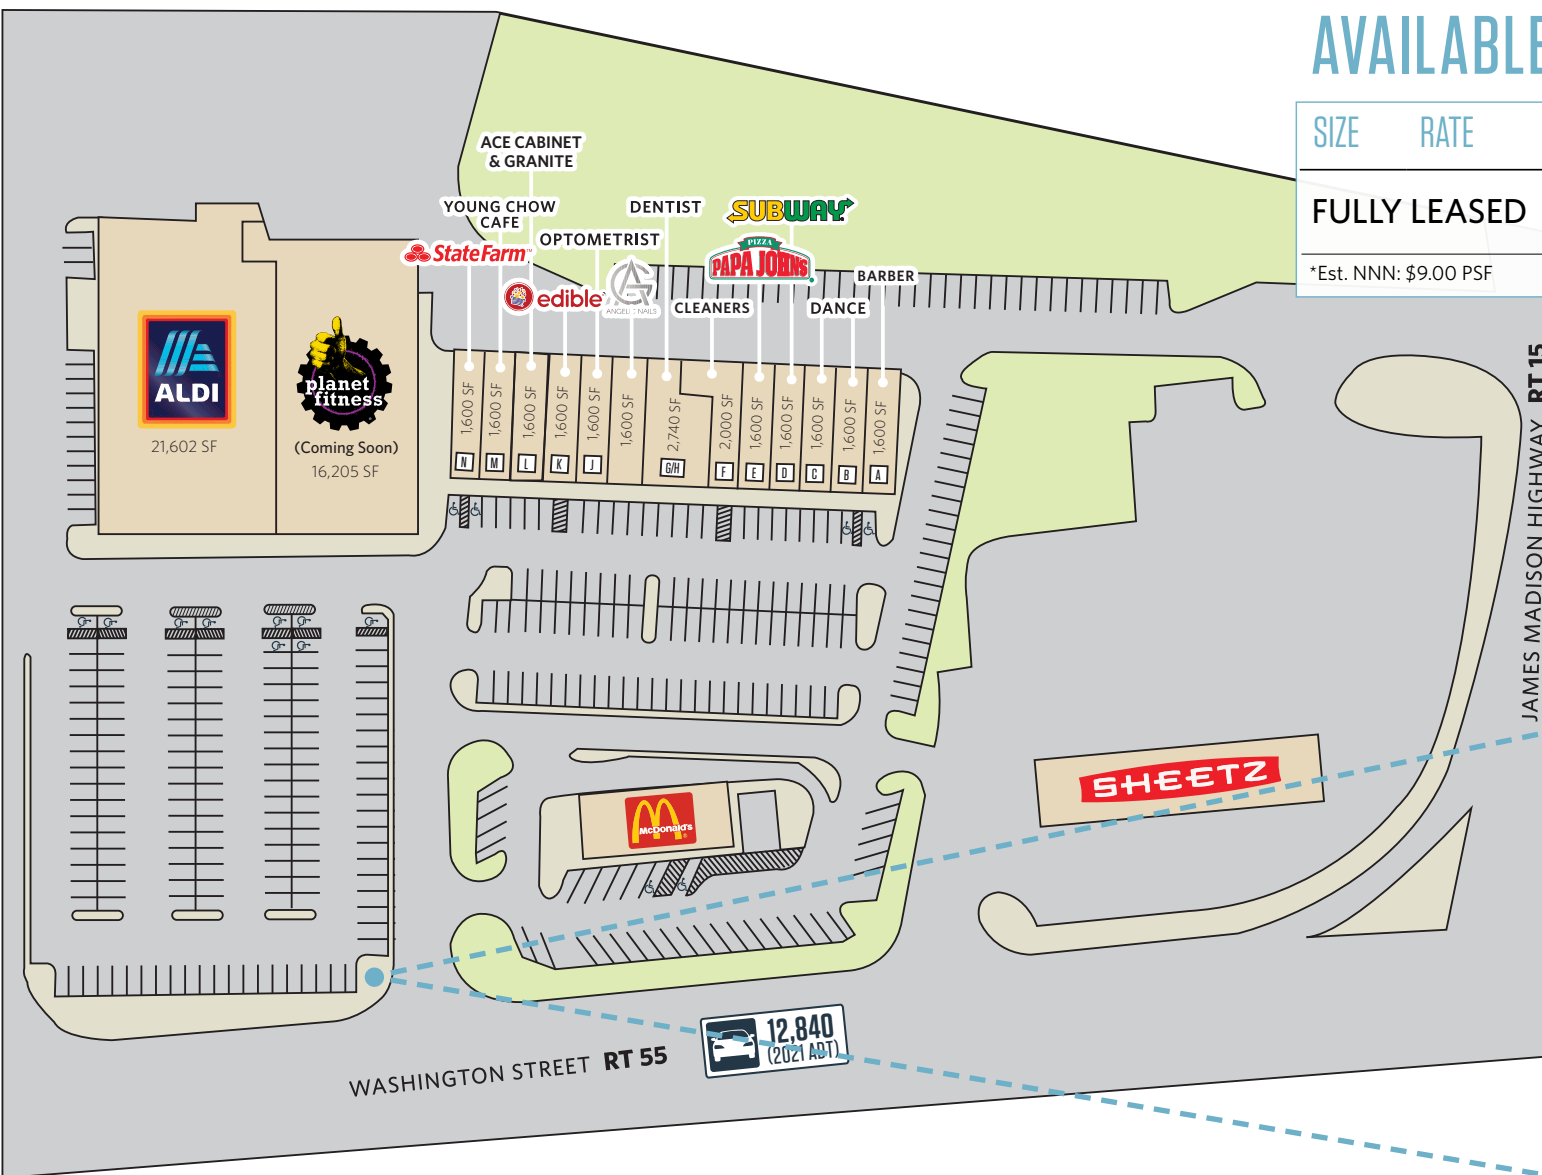 AVAILABLE
SIZE RATE
FULLY LEASED
*Est. NNN: $9.00 PSF
ACE CABINET
& GRANITE
YOUNG CHOW
CAFE
StateFarm™
OPTOMETRIST
edible
ANGELIC NAILS
DENTIST
CLEANERS
SUBWAY
PIZZA
PAPA JOHNS
DANCE
BARBER
ALDI
21,602 SF
planet
fitness
(Coming Soon)
16,205 SF
1,600 SF
N
1,600 SF
M
1,600 SF
L
1,600 SF
K
1,600 SF
J
1,600 SF
2,740 SF
G/H
2,000 SF
F
1,600 SF
E
1,600 SF
D
1,600 SF
C
1,600 SF
B
1,600 SF
A
McDonald's
SHEETZ
JAMES MADISON HIGHWAY RT 15
12,840
(2021 ADT)
WASHINGTON STREET RT 55